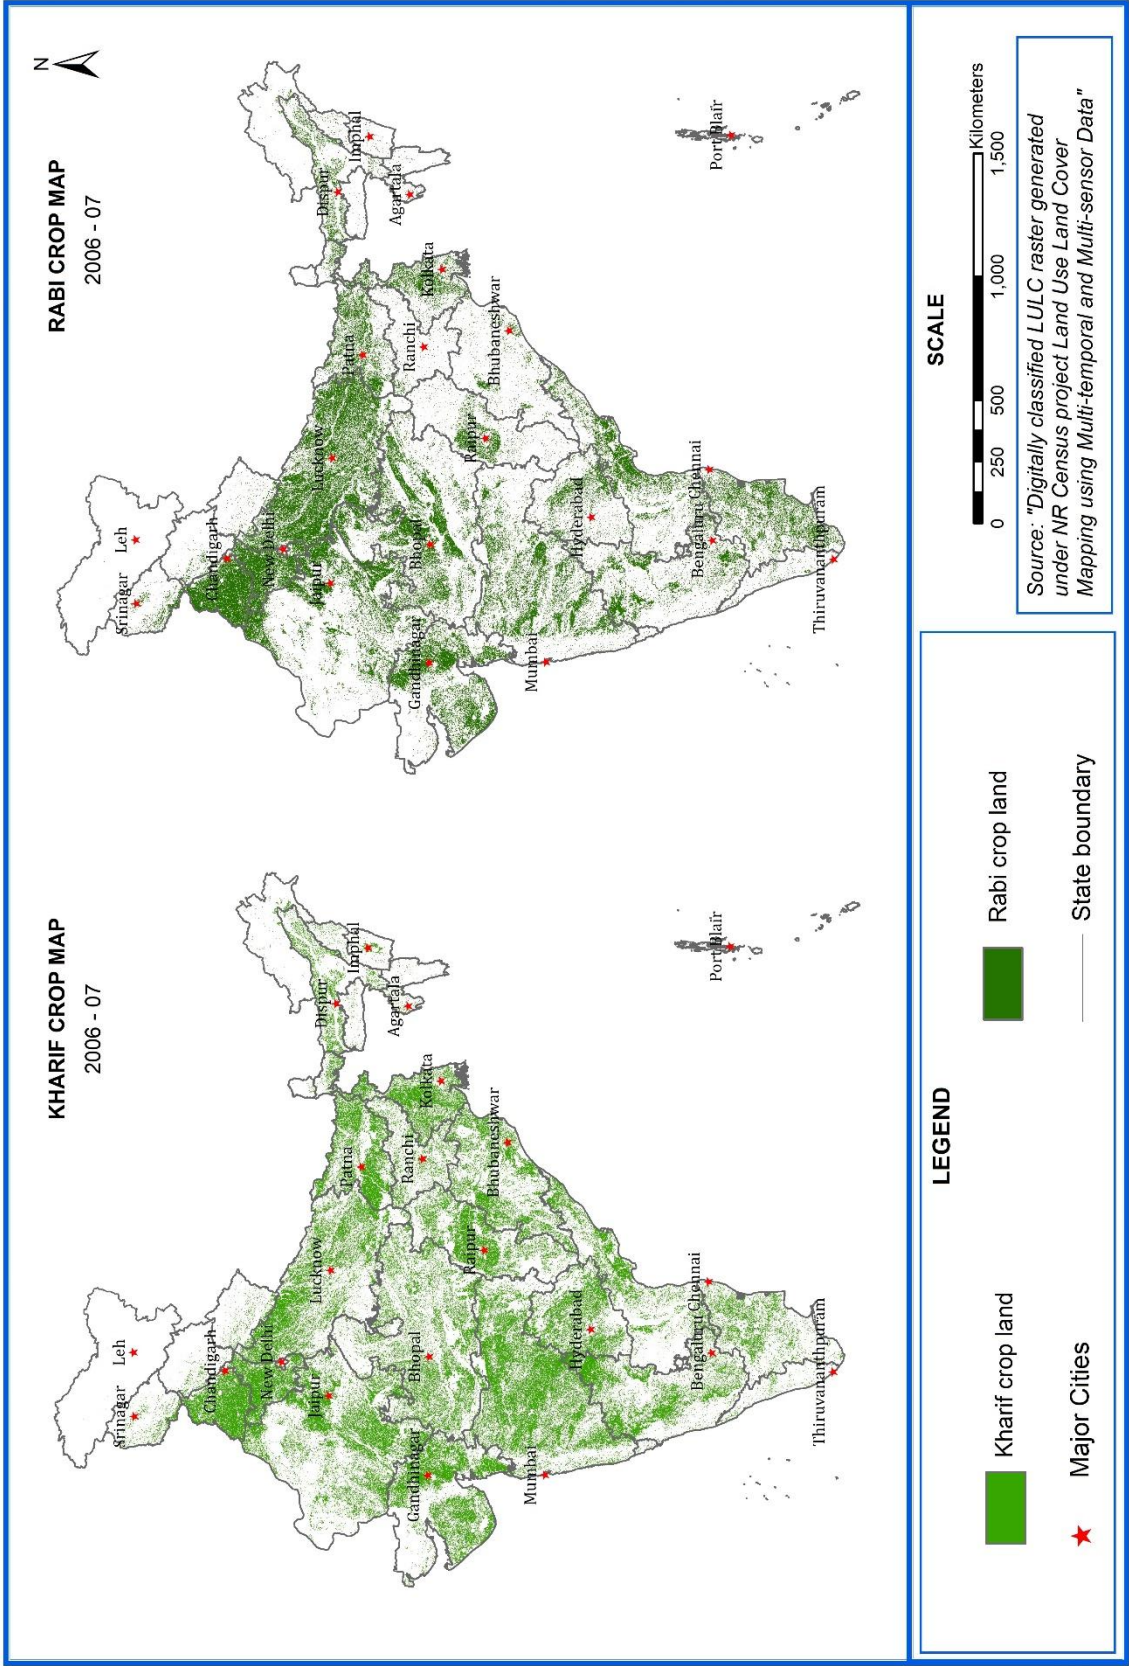 KHARIF CROP MAP
2006 - 07
Srinagar
Leh
Chandigarh
New Delhi
Jaipur
Lucknow
Patna
Dispur
Imphal
Agartala
Gandhinagar
Bhopal
Ranchi
Kolkata
Raipur
Bhubaneshwar
Mumbai
Hyderabad
Bengaluru
Chennai
Thiruvananthpuram
Port Blair
RABI CROP MAP
2006 - 07
N
Srinagar
Leh
Chandigarh
New Delhi
Jaipur
Lucknow
Patna
Dispur
Imphal
Agartala
Gandhinagar
Bhopal
Ranchi
Kolkata
Raipur
Bhubaneshwar
Mumbai
Hyderabad
Bengaluru
Chennai
Thiruvananthpuram
Port Blair
LEGEND
Kharif crop land
Rabi crop land
Major Cities
State boundary
SCALE
0 250 500 1,000 1,500
Kilometers
Source: "Digitally classified LULC raster generated
under NR Census project Land Use Land Cover
Mapping using Multi-temporal and Multi-sensor Data"